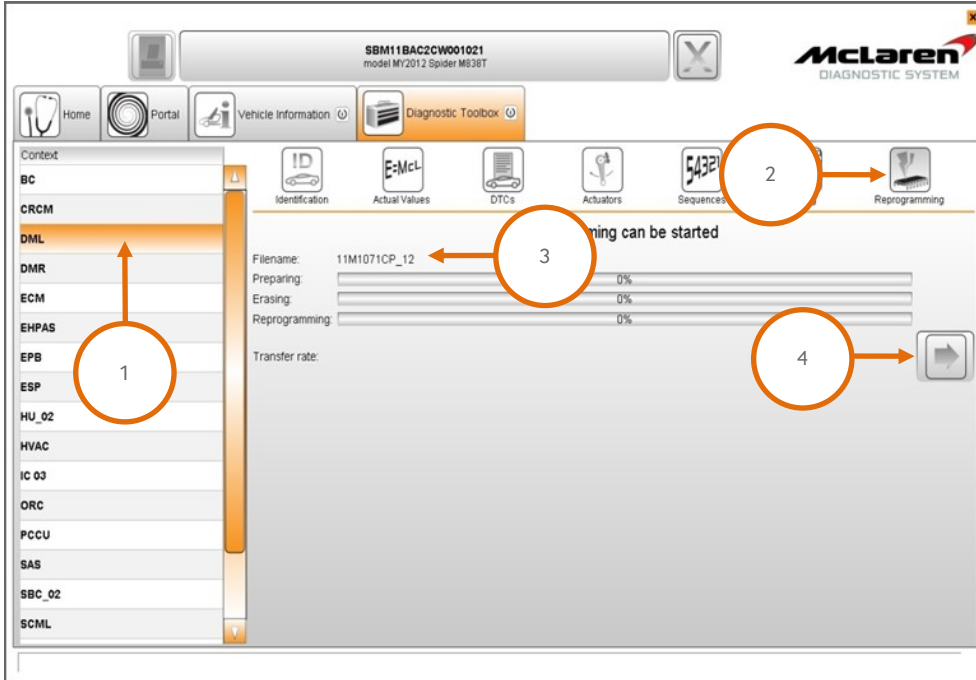 SBM11BAC2CW001021
model MY2012 Spider M838T
McLaren
DIAGNOSTIC SYSTEM
Home
Portal
Vehicle Information
Diagnostic Toolbox
Context
BC
CRCM
DML
DMR
ECM
EHPAS
EPB
ESP
HU_02
HVAC
IC 03
ORC
PCCU
SAS
SBC_02
SCML
ID
E=McL
54321
Identification
Actual Values
DTCs
Actuators
Sequences
Reprogramming
ming can be started
Filename: 11M1071CP_12
Preparing: 0%
Erasing: 0%
Reprogramming: 0%
Transfer rate:
1
2
3
4